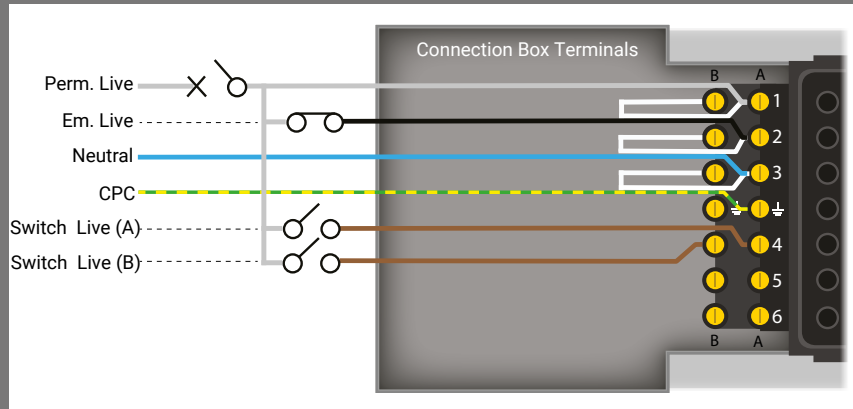 Connection Box Terminals
B A
Perm. Live
1
Em. Live
2
Neutral
3
CPC
Switch Live (A)
4
Switch Live (B)
5
6
B A